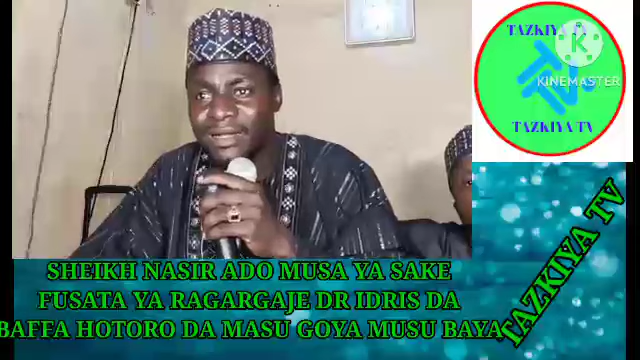 TAZKIYA TV
KINEMASTER
TAZKIYA TV
SHEIKH NASIR ADO MUSA YA SAKE
FUSATA YA RAGARGAJE DR IDRIS DA
BAFFA HOTORO DA MASU GOYA MUSU BAYA
TAZKIYA TV